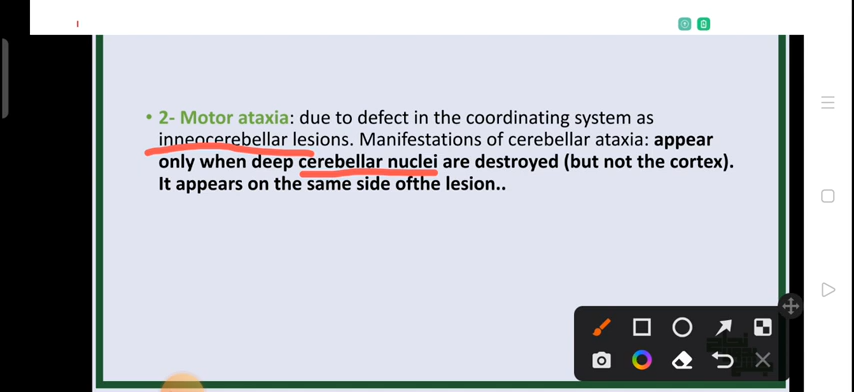 • 2- Motor ataxia: due to defect in the coordinating system as
inneocerebellar lesions. Manifestations of cerebellar ataxia: appear
only when deep cerebellar nuclei are destroyed (but not the cortex).
It appears on the same side ofthe lesion..